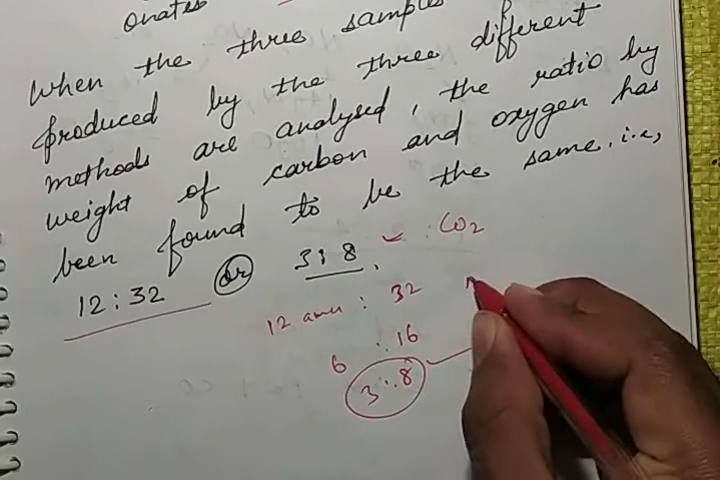 onates
When the three samples of
produced by the three different
methods are analysed, the ratio by
weight of carbon and oxygen has
been found to be the same. i.e,
12 : 32 or 3 : 8 : CO2
12 amu : 32
6 : 16
3 : 8